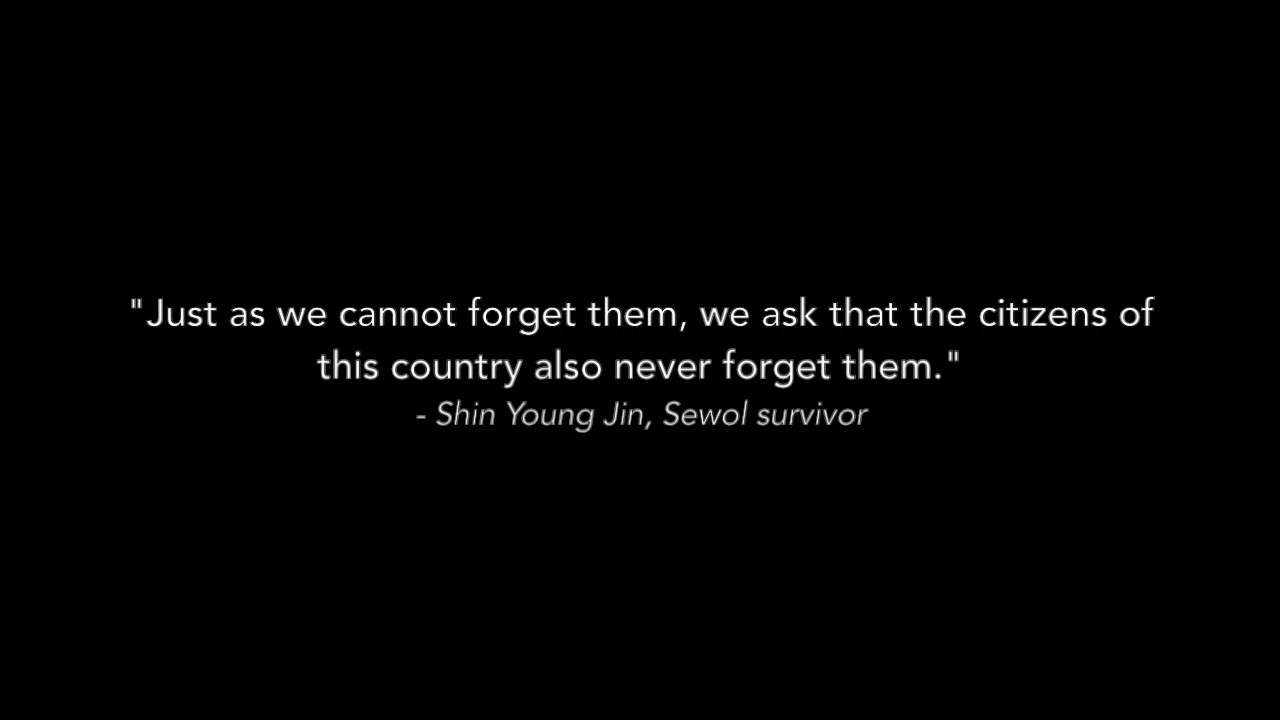 "Just as we cannot forget them, we ask that the citizens of
this country also never forget them."
- Shin Young Jin, Sewol survivor